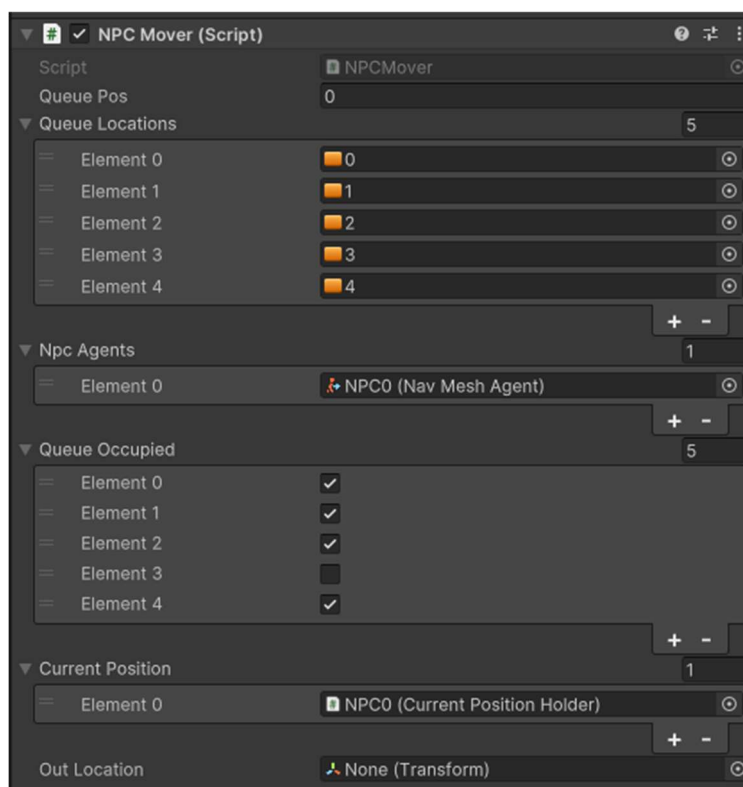 # NPC Mover (Script)
Script NPCMover
Queue Pos 0
Queue Locations 5
Element 0 0
Element 1 1
Element 2 2
Element 3 3
Element 4 4
+ -
Npc Agents 1
Element 0 NPC0 (Nav Mesh Agent)
+ -
Queue Occupied 5
Element 0
Element 1
Element 2
Element 3
Element 4
+ -
Current Position 1
Element 0 # NPC0 (Current Position Holder)
+ -
Out Location None (Transform)